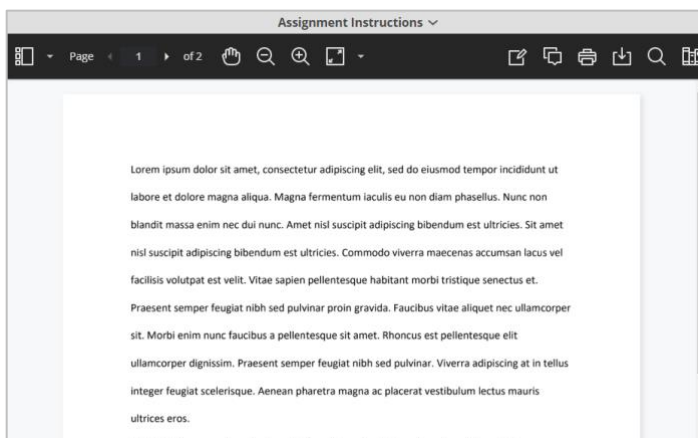 Assignment Instructions
Page 1 of 2
Lorem ipsum dolor sit amet, consectetur adipiscing elit, sed do eiusmod tempor incididunt ut
labore et dolore magna aliqua. Magna fermentum iaculis eu non diam phasellus. Nunc non
blandit massa enim nec dui nunc. Amet nisl suscipit adipiscing bibendum est ultricies. Sit amet
nisl suscipit adipiscing bibendum est ultricies. Commodo viverra maecenas accumsan lacus vel
facilisis volutpat est velit. Vitae sapien pellentesque habitant morbi tristique senectus et.
Praesent semper feugiat nibh sed pulvinar proin gravida. Faucibus vitae aliquet nec ullamcorper
sit. Morbi enim nunc faucibus a pellentesque sit amet. Rhoncus est pellentesque elit
ullamcorper dignissim. Praesent semper feugiat nibh sed pulvinar. Viverra adipiscing at in tellus
integer feugiat scelerisque. Aenean pharetra magna ac placerat vestibulum lectus mauris
ultrices eros.